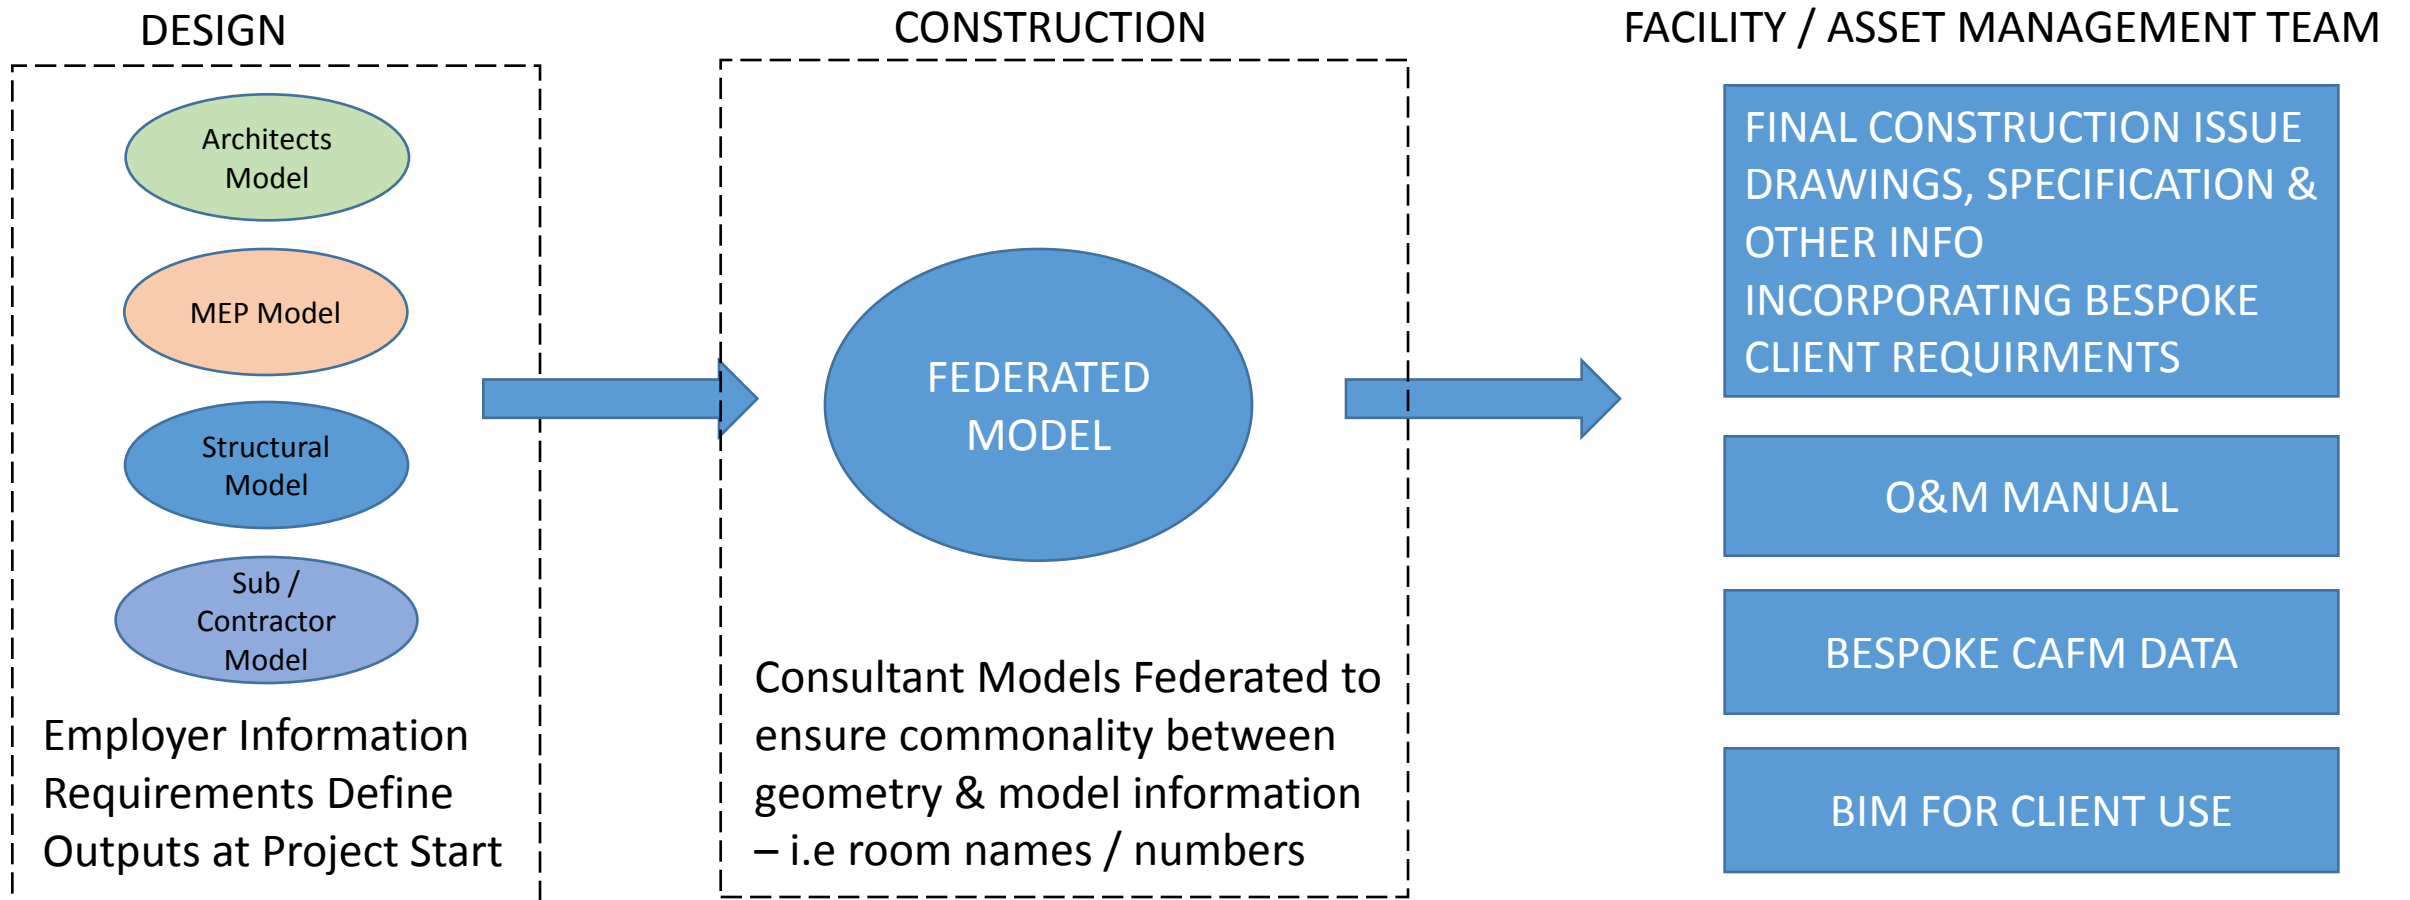 DESIGN
Architects
Model
MEP Model
Structural
Model
Sub /
Contractor
Model
Employer Information
Requirements Define
Outputs at Project Start
CONSTRUCTION
FEDERATED
MODEL
Consultant Models Federated to
ensure commonality between
geometry & model information
– i.e room names / numbers
FACILITY / ASSET MANAGEMENT TEAM
FINAL CONSTRUCTION ISSUE
DRAWINGS, SPECIFICATION &
OTHER INFO
INCORPORATING BESPOKE
CLIENT REQUIRMENTS
O&M MANUAL
BESPOKE CAFM DATA
BIM FOR CLIENT USE